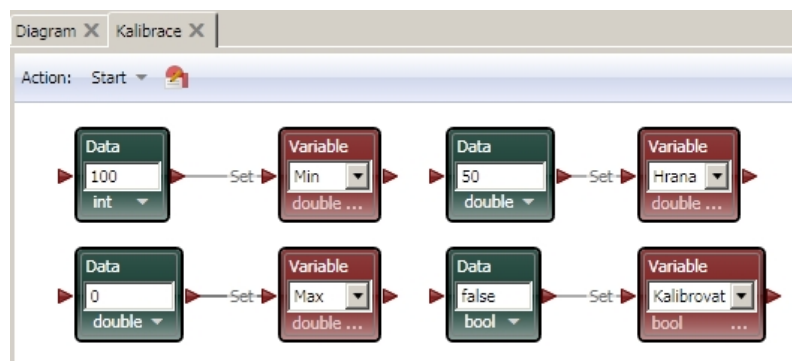 Diagram Kalibrace
Action: Start
Data Variable Data Variable
100 Set Min 50 Set Hrana
int double ... double double ...
Data Variable Data Variable
0 Set Max false Set Kalibrovat
double double ... bool bool ...